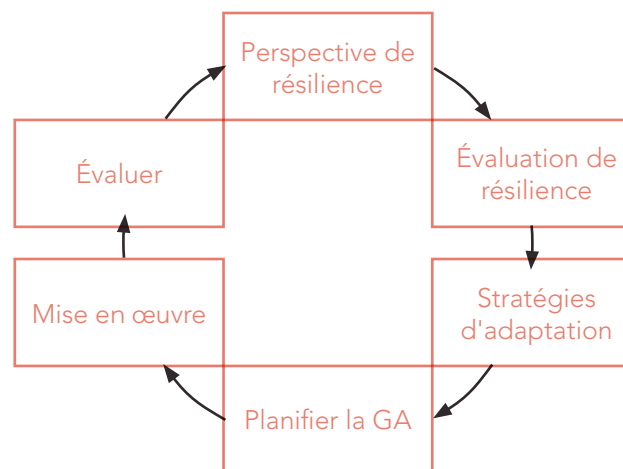 Perspective de
résilience
Évaluer
Évaluation de
résilience
Mise en œuvre
Stratégies
d'adaptation
Planifier la GA